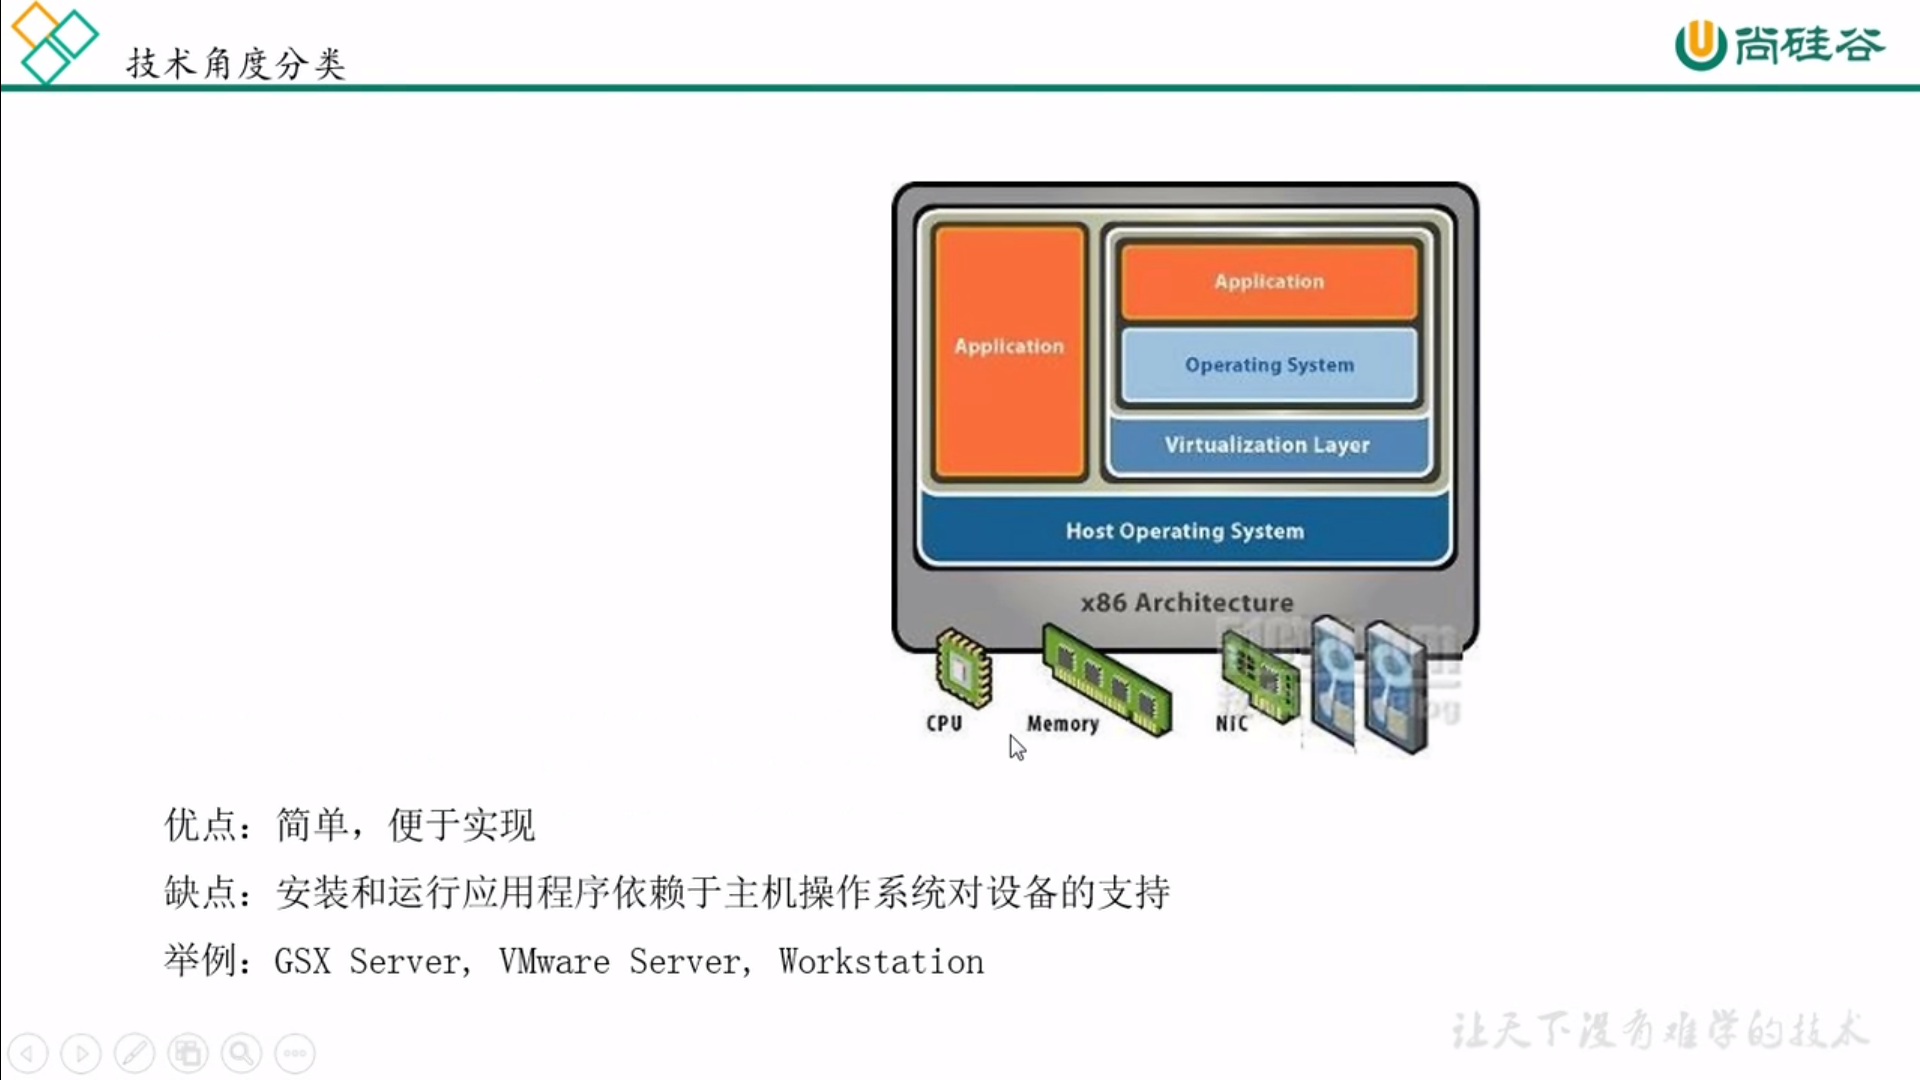 技术角度分类
尚硅谷
Application
Application
Operating System
Virtualization Layer
Host Operating System
x86 Architecture
CPU
Memory
NIC
优点：简单，便于实现
缺点：安装和运行应用程序依赖于主机操作系统对设备的支持
举例：GSX Server, VMware Server, Workstation
让天下没有难学的技术